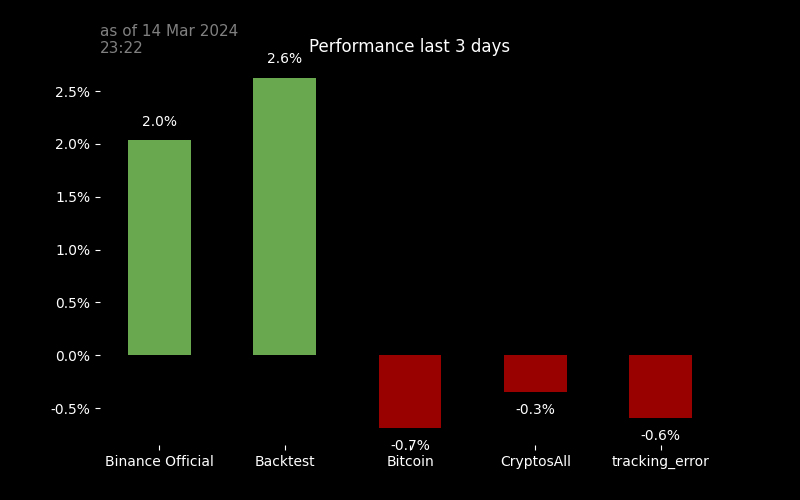 as of 14 Mar 2024
23:22
Performance last 3 days
2.6%
2.5%
2.0%
2.0%
1.5%
1.0%
0.5%
0.0%
-0.5%
-0.3%
-0.6%
-0.7%
Binance Official
Backtest
Bitcoin
CryptosAll
tracking_error